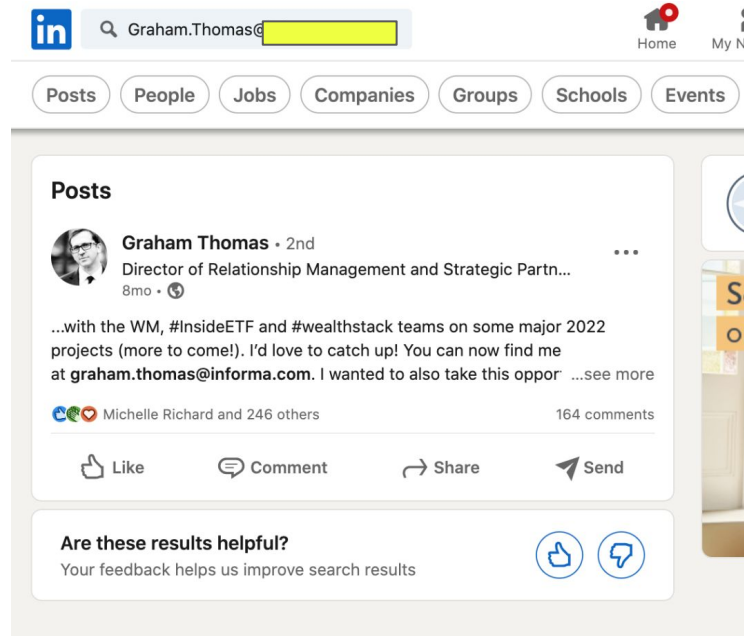 in
Graham.Thomas@
Home
My N
Posts
People
Jobs
Companies
Groups
Schools
Events
Posts
Graham Thomas • 2nd
Director of Relationship Management and Strategic Partn...
8mo •
...with the WM, #InsideETF and #wealthstack teams on some major 2022
projects (more to come!). I'd love to catch up! You can now find me
at graham.thomas@informa.com. I wanted to also take this oppor ...see more
Michelle Richard and 246 others
164 comments
Like
Comment
Share
Send
Are these results helpful?
Your feedback helps us improve search results